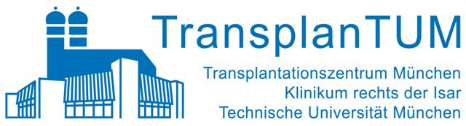 TransplanTUM
Transplantationszentrum München
Klinikum rechts der Isar
Technische Universität München